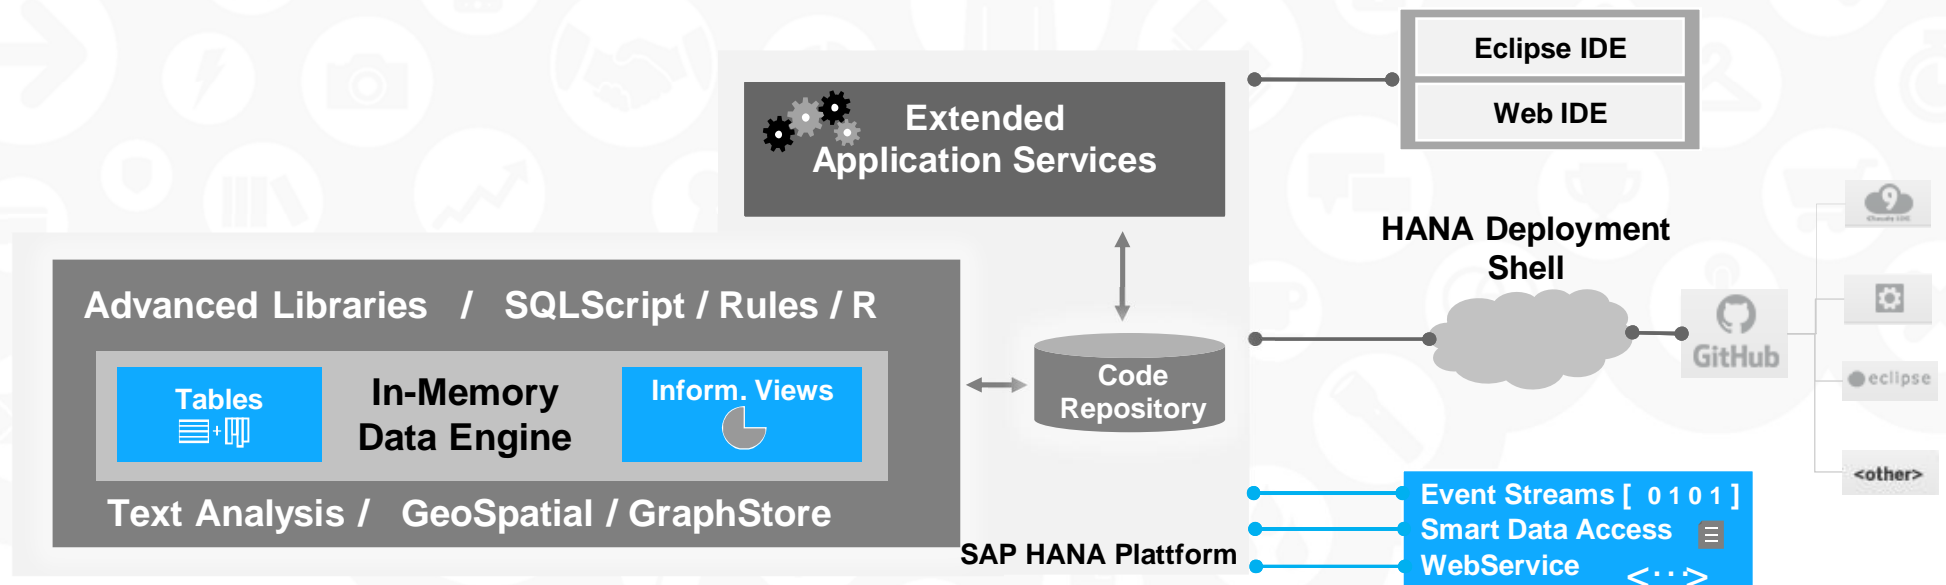 Eclipse IDE
Web IDE
Extended
Application Services
HANA Deployment
Shell
Advanced Libraries / SQLScript / Rules / R
Tables
+
In-Memory
Data Engine
Inform. Views
Text Analysis / GeoSpatial / GraphStore
Code
Repository
SAP HANA Plattform
GitHub
9
eclipse
<other>
Event Streams [ 0 1 0 1 ]
Smart Data Access
WebService
<···>